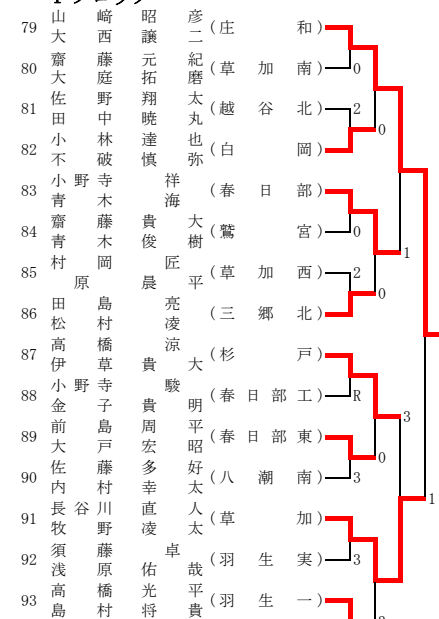 79 山﨑昭彦 大西譲二 (庄和)
80 齋藤元紀 大庭拓磨 (草加南) 0
81 佐野翔太 田中暁丸 (越谷北) 2
0
82 小林達也 不破慎弥 (白岡)
83 小野寺祥 青木海 (春日部)
84 齋藤貴大 青木俊樹 (鷲宮) 0
1
85 村岡匠 原晨平 (草加西) 2
0
86 田島亮 松村凌 (三郷北)
87 高橋涼 伊草貴大 (杉戸)
88 小野寺駿 金子貴明 (春日部工) R
3
89 前島周平 大戸宏昭 (春日部東)
0
90 佐藤多好 内村幸太 (八潮南) 3
1
91 長谷川直人 牧野凌太 (草加)
92 須藤卓 浅原佑哉 (羽生実) 3
93 高橋光平 島村将貴 (羽生一)